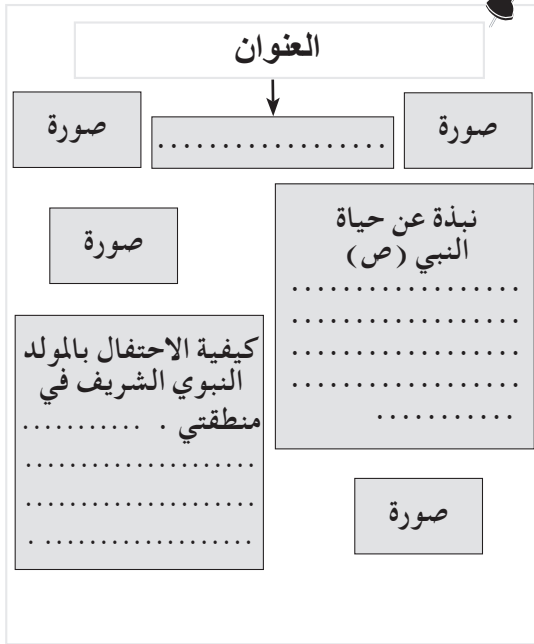 العنوان
صورة
..................
صورة
نبذة عن حياة
النبي (ص)
..................
..................
..................
..................
...........
صورة
كيفية الاحتفال بالمولد
النبوي الشريف في
منطقتي . ...........
....................
....................
.................. .
صورة